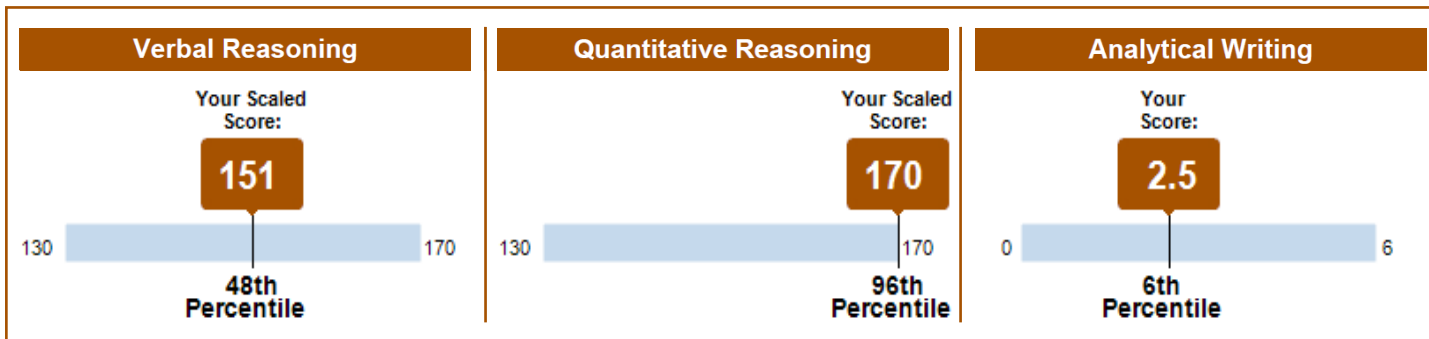 Verbal Reasoning
Your Scaled
Score:
151
130
170
48th
Percentile
Quantitative Reasoning
Your Scaled
Score:
170
130
170
96th
Percentile
Analytical Writing
Your
Score:
2.5
0
6
6th
Percentile